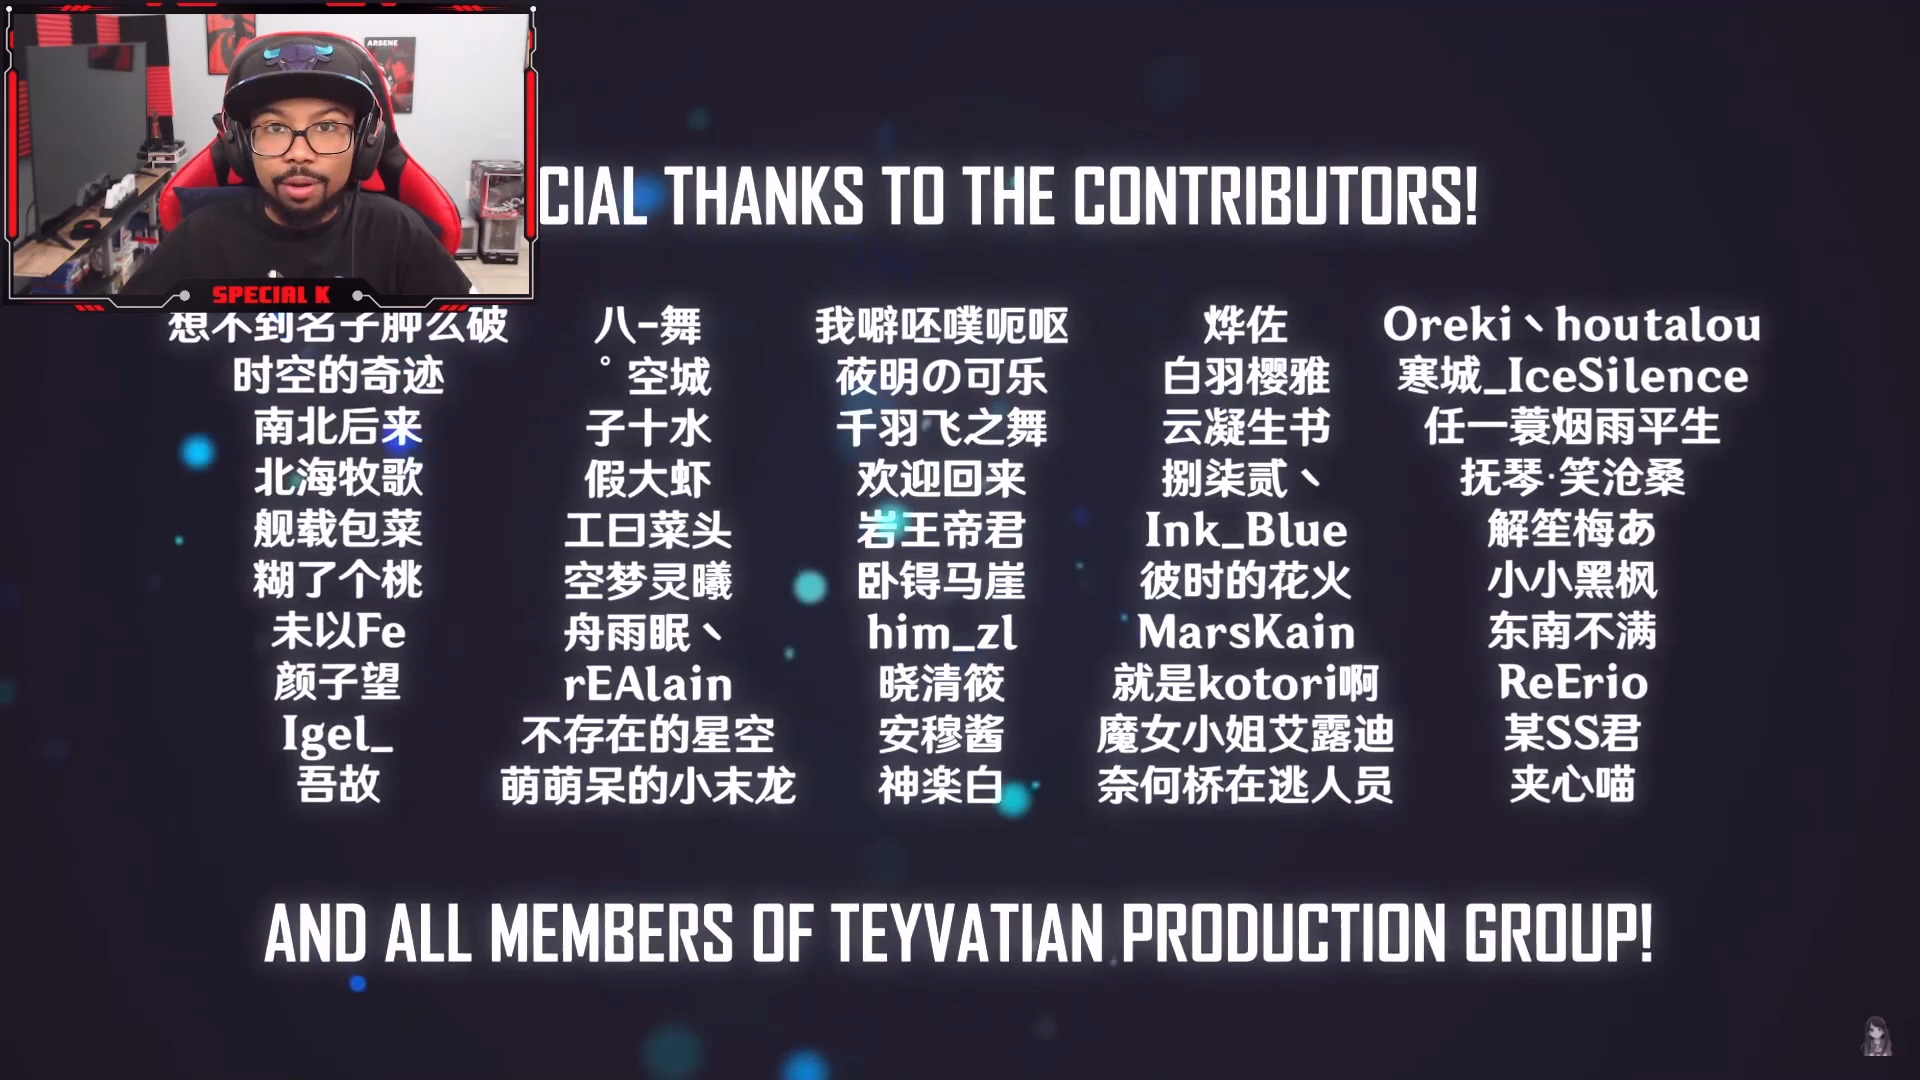 ARSENE
SPECIAL K
CIAL THANKS TO THE CONTRIBUTORS!
想不到名子肿么破 八-舞 我噼呸噗呃呕 烨佐 Oreki丶houtalou
时空的奇迹 °空城 莜明の可乐 白羽樱雅 寒城_IceSilence
南北后来 子十水 千羽飞之舞 云凝生书 任一蓑烟雨平生
北海牧歌 假大虾 欢迎回来 捌柒贰丶 抚琴·笑沧桑
舰载包菜 工曰菜头 岩王帝君 Ink_Blue 解笙梅あ
糊了个桃 空梦灵曦 卧锝马崖 彼时的花火 小小黑枫
未以Fe 舟雨眠丶 him_zl MarsKain 东南不满
颜子望 rEAlain 晓清筱 就是kotori啊 ReErio
Igel_ 不存在的星空 安穆酱 魔女小姐艾露迪 某SS君
吾故 萌萌呆的小末龙 神楽白 奈何桥在逃人员 夹心喵
AND ALL MEMBERS OF TEYVATIAN PRODUCTION GROUP!